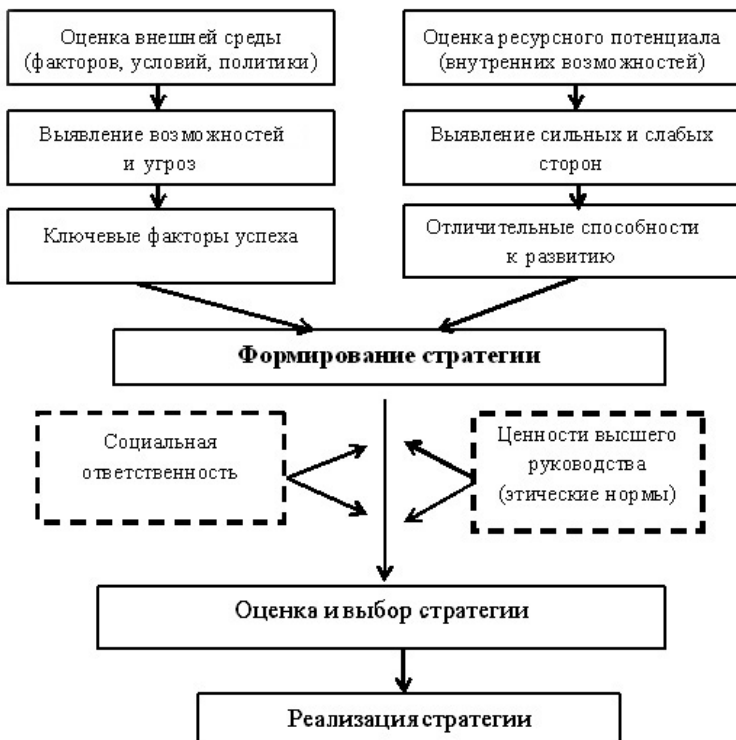 Оценка внешней среды
(факторов, условий, политики)
Оценка ресурсного потенциала
(внутренних возможностей)
Выявление возможностей
и угроз
Выявление сильных и слабых
сторон
Ключевые факторы успеха
Отличительные способности
к развитию
Формирование стратегии
Социальная
ответственность
Ценности высшего
руководства
(этические нормы)
Оценка и выбор стратегии
Реализация стратегии